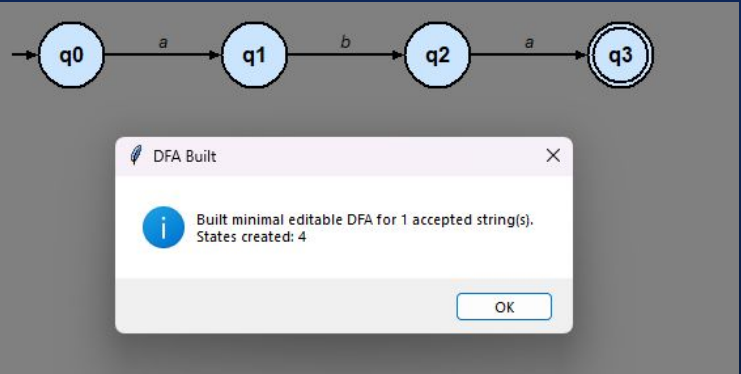 q0 a q1 b q2 a q3
DFA Built
Built minimal editable DFA for 1 accepted string(s).
States created: 4
OK